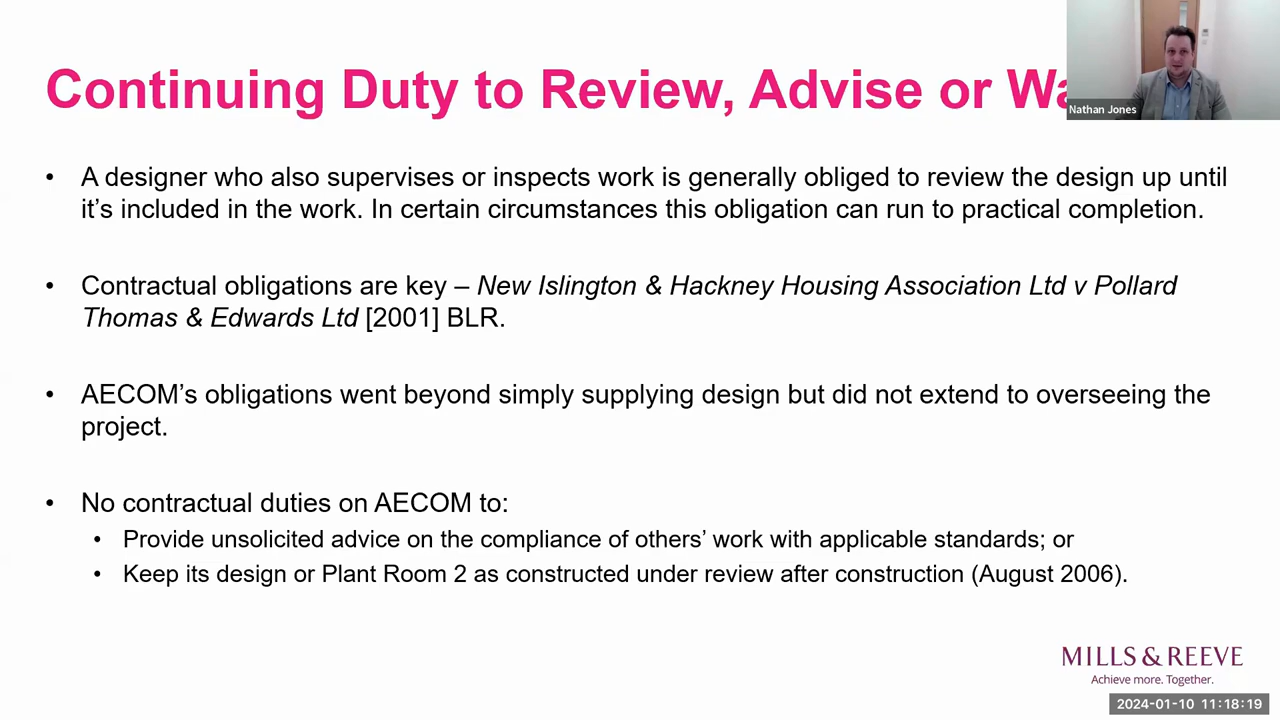 Continuing Duty to Review, Advise or
Nathan Jones
• A designer who also supervises or inspects work is generally obliged to review the design up until
it’s included in the work. In certain circumstances this obligation can run to practical completion.
• Contractual obligations are key – New Islington & Hackney Housing Association Ltd v Pollard
Thomas & Edwards Ltd [2001] BLR.
• AECOM’s obligations went beyond simply supplying design but did not extend to overseeing the
project.
• No contractual duties on AECOM to:
• Provide unsolicited advice on the compliance of others’ work with applicable standards; or
• Keep its design or Plant Room 2 as constructed under review after construction (August 2006).
MILLS & REEVE
Achieve more. Together.
2024-01-10 11:18:19